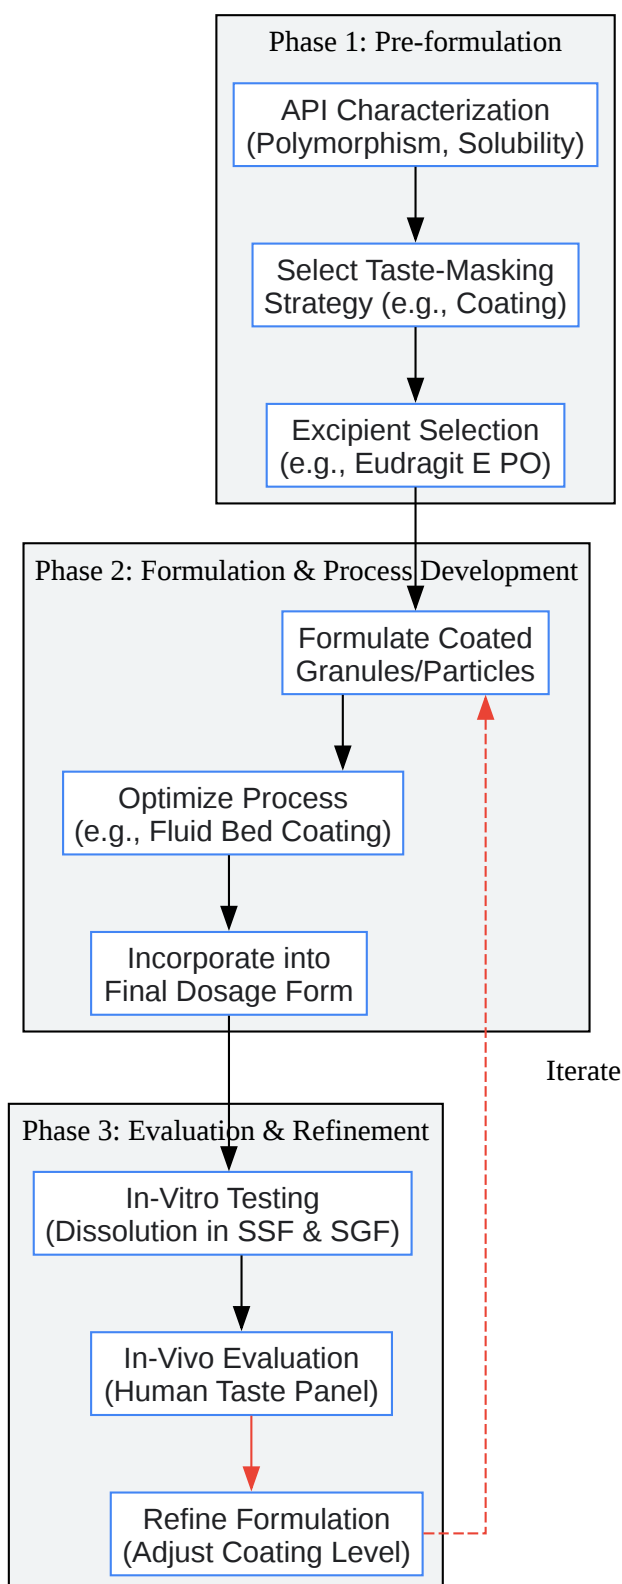 Phase 1: Pre-formulation
API Characterization
(Polymorphism, Solubility)
Select Taste-Masking
Strategy (e.g., Coating)
Excipient Selection
(e.g., Eudragit E PO)
Phase 2: Formulation & Process Development
Formulate Coated
Granules/Particles
Optimize Process
(e.g., Fluid Bed Coating)
Incorporate into
Final Dosage Form
Iterate
Phase 3: Evaluation & Refinement
In-Vitro Testing
(Dissolution in SSF & SGF)
In-Vivo Evaluation
(Human Taste Panel)
Refine Formulation
(Adjust Coating Level)